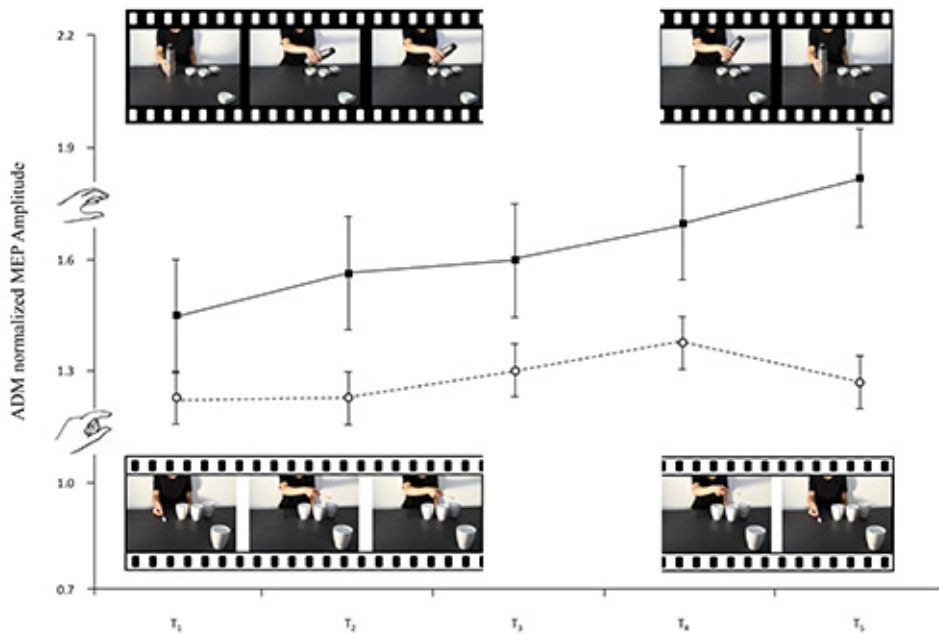 ADM normalized MEP Amplitude
2.2
1.9
1.6
1.3
1.0
0.7
T₁
T₂
T₃
T₄
T₅